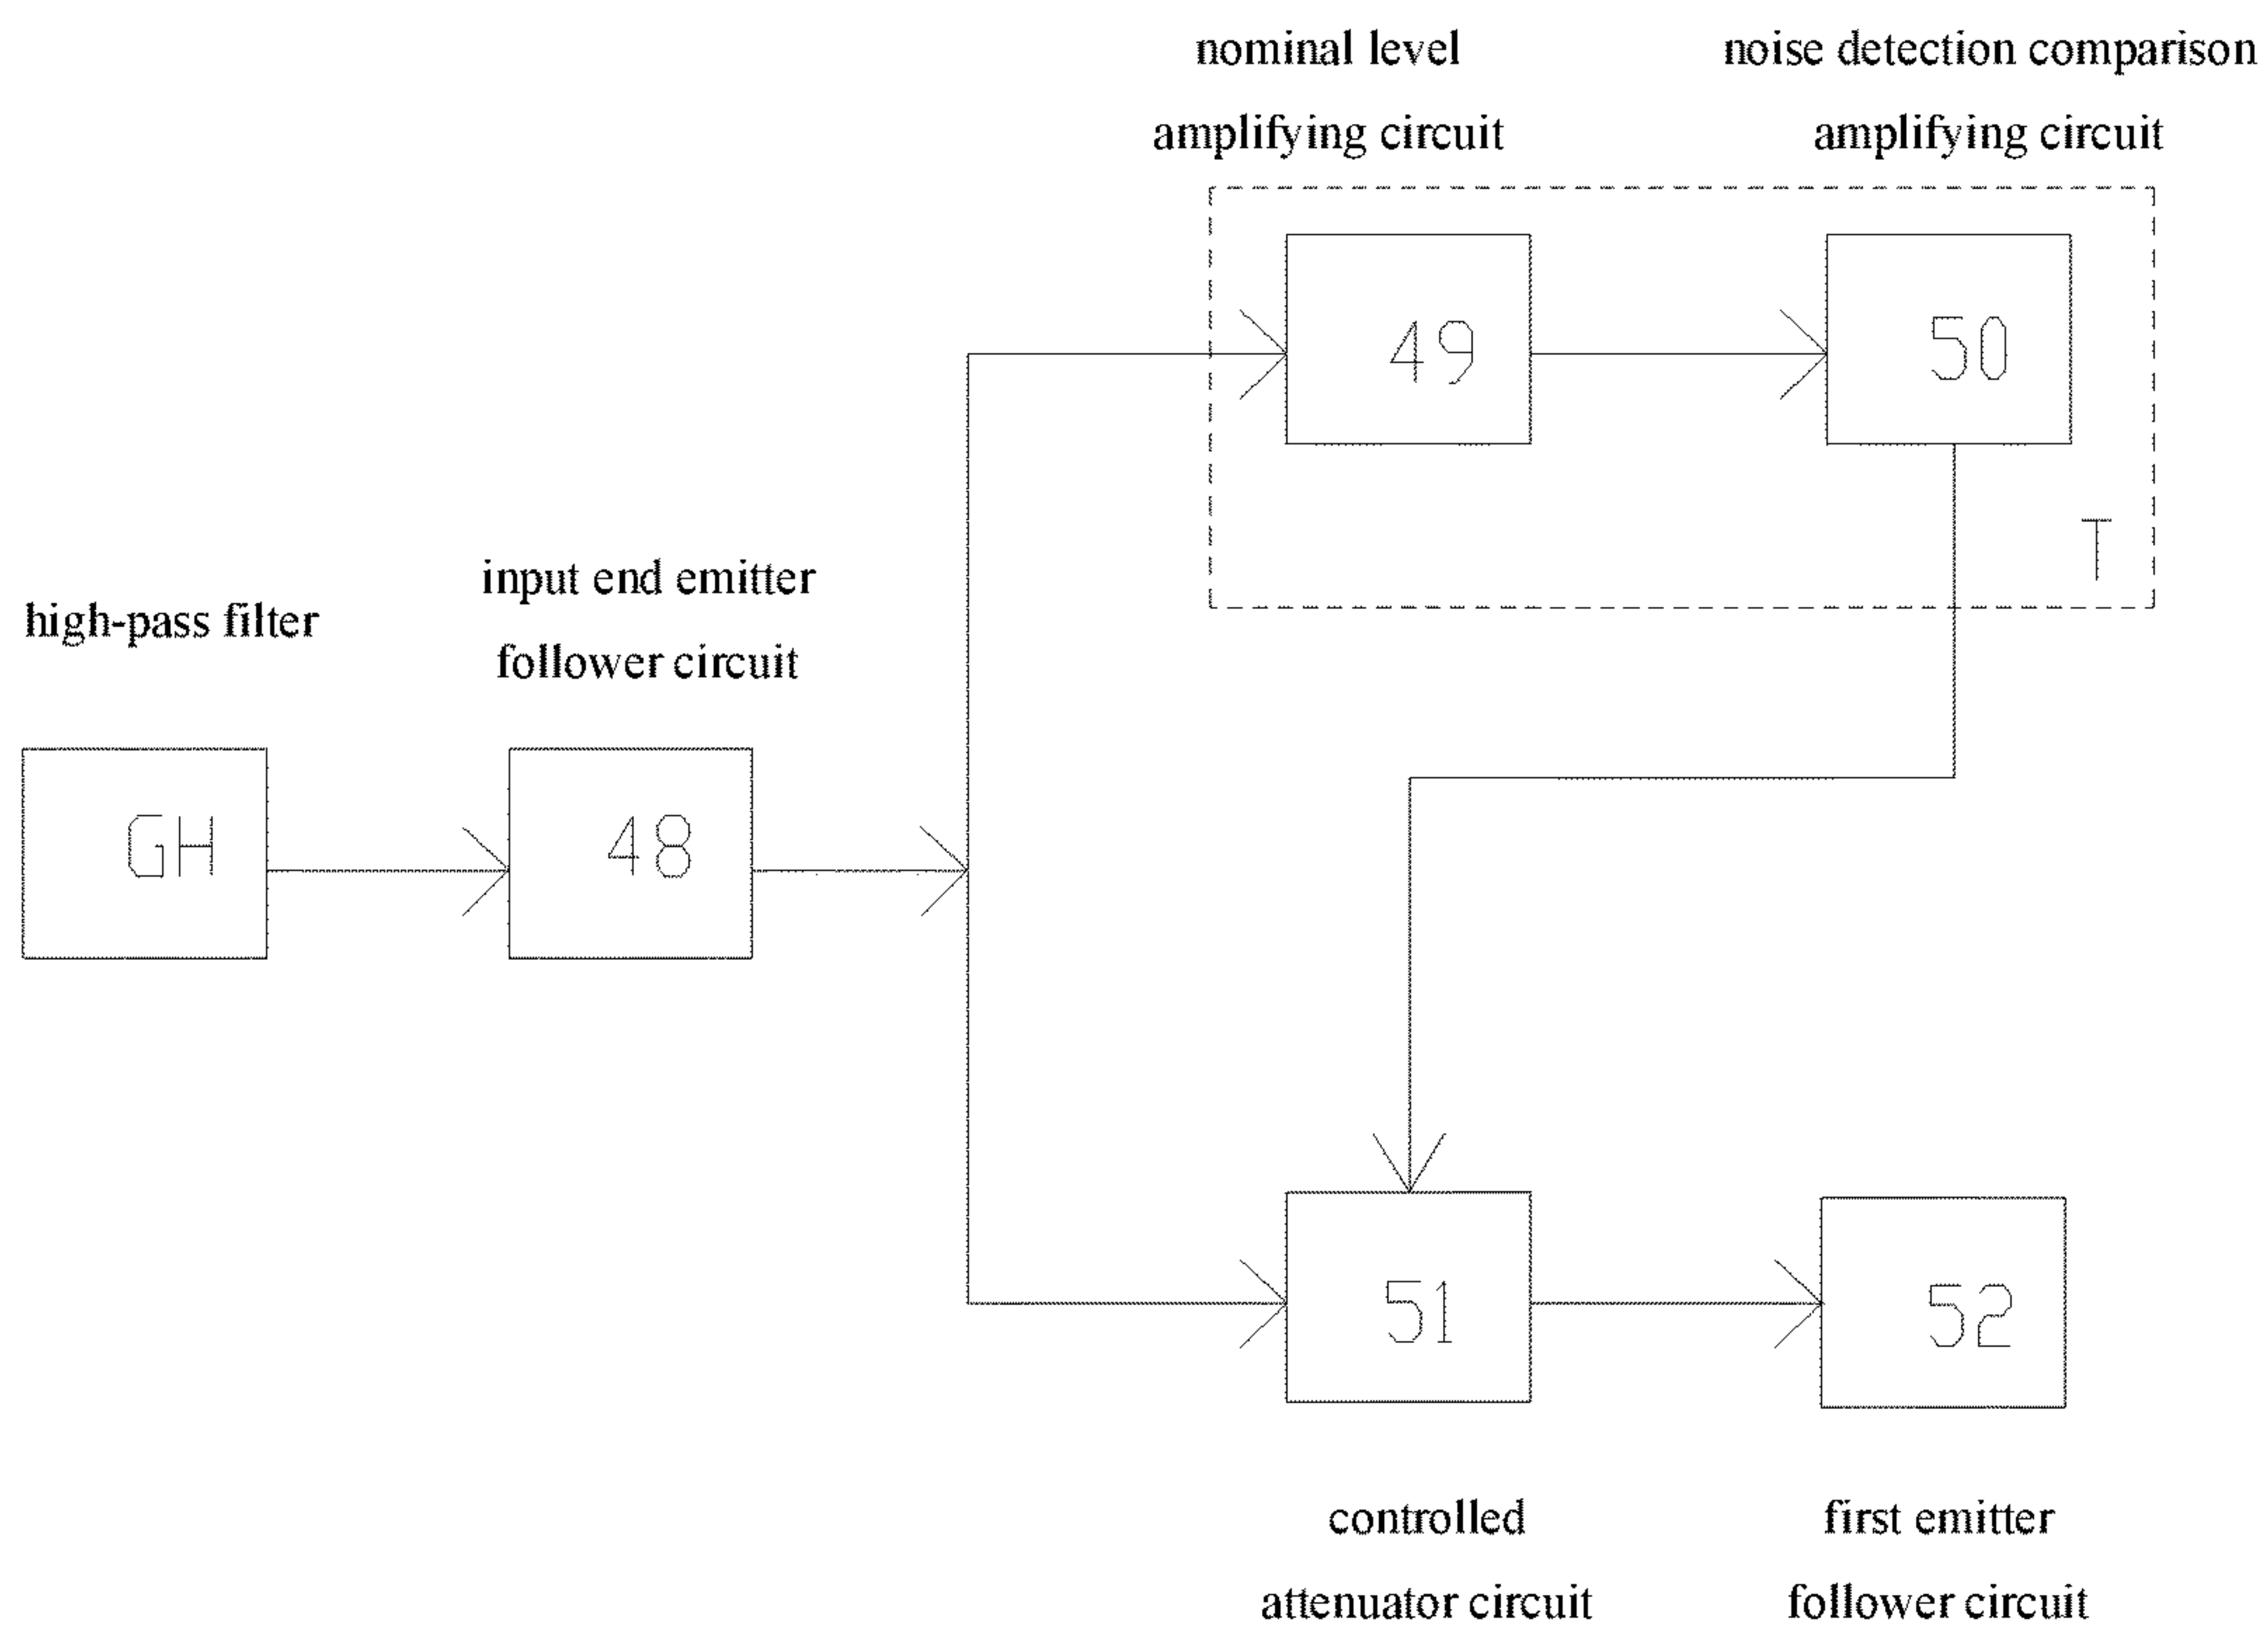 nominal level
amplifying circuit
noise detection comparison
amplifying circuit
49
50
T
input end emitter
follower circuit
high-pass filter
GH
48
51
52
controlled
attenuator circuit
first emitter
follower circuit